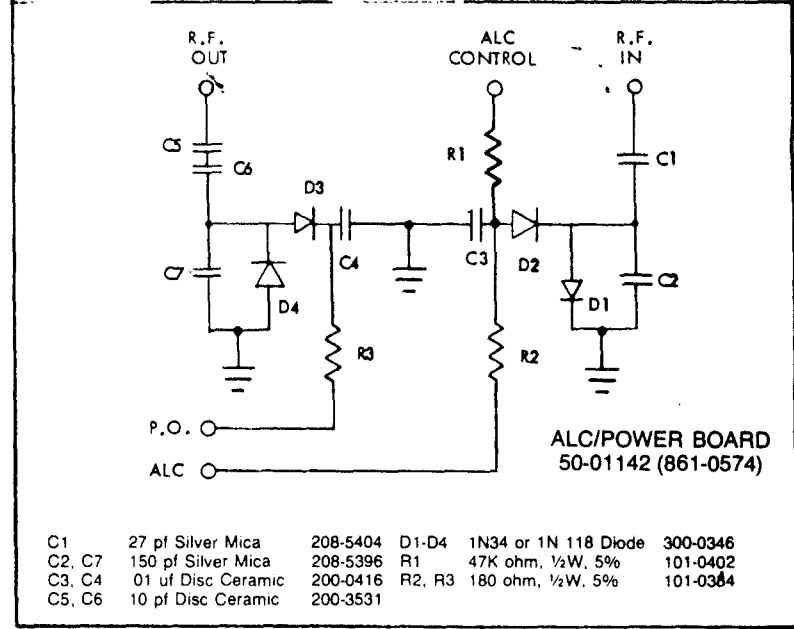 R.F.
OUT
ALC
CONTROL
R.F.
IN
C5
C6
R1
C1
D3
C7
D4
C4
C3
D2
D1
C2
R3
R2
P.O.
ALC
ALC/POWER BOARD
50-01142 (861-0574)
C1 27 pf Silver Mica 208-5404 D1-D4 1N34 or 1N 118 Diode 300-0346
C2, C7 150 pf Silver Mica 208-5396 R1 47K ohm, ½W, 5% 101-0402
C3, C4 01 uf Disc Ceramic 200-0416 R2, R3 180 ohm, ½W, 5% 101-0384
C5, C6 10 pf Disc Ceramic 200-3531